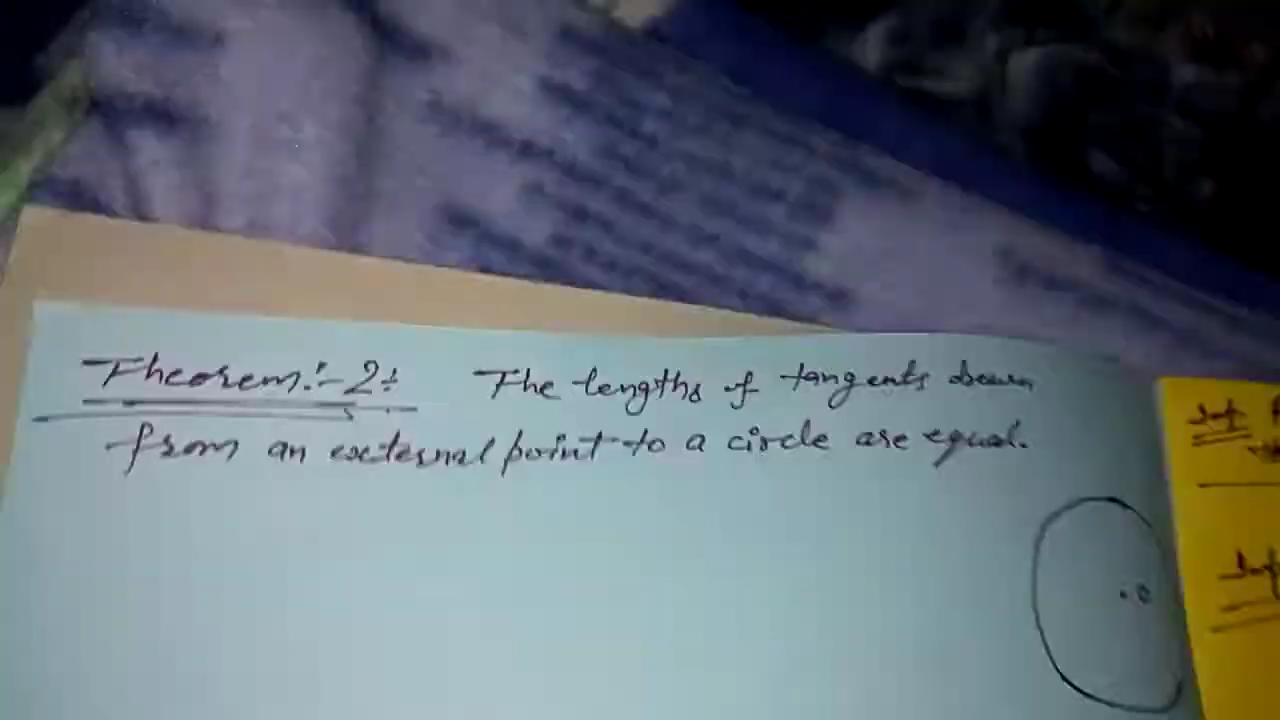 Theorem:-2:
The lengths of tangents drawn
from an external point to a circle are equal.
O